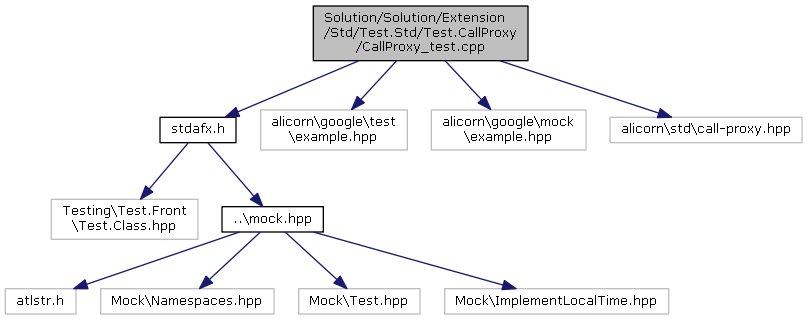 Solution/Solution/Extension
/Std/Test.Std/Test.CallProxy
/CallProxy_test.cpp
stdafx.h
alicorn\google\test
\example.hpp
alicorn\google\mock
\example.hpp
alicorn\std\call-proxy.hpp
Testing\Test.Front
\Test.Class.hpp
..\mock.hpp
atlstr.h
Mock\Namespaces.hpp
Mock\Test.hpp
Mock\ImplementLocalTime.hpp